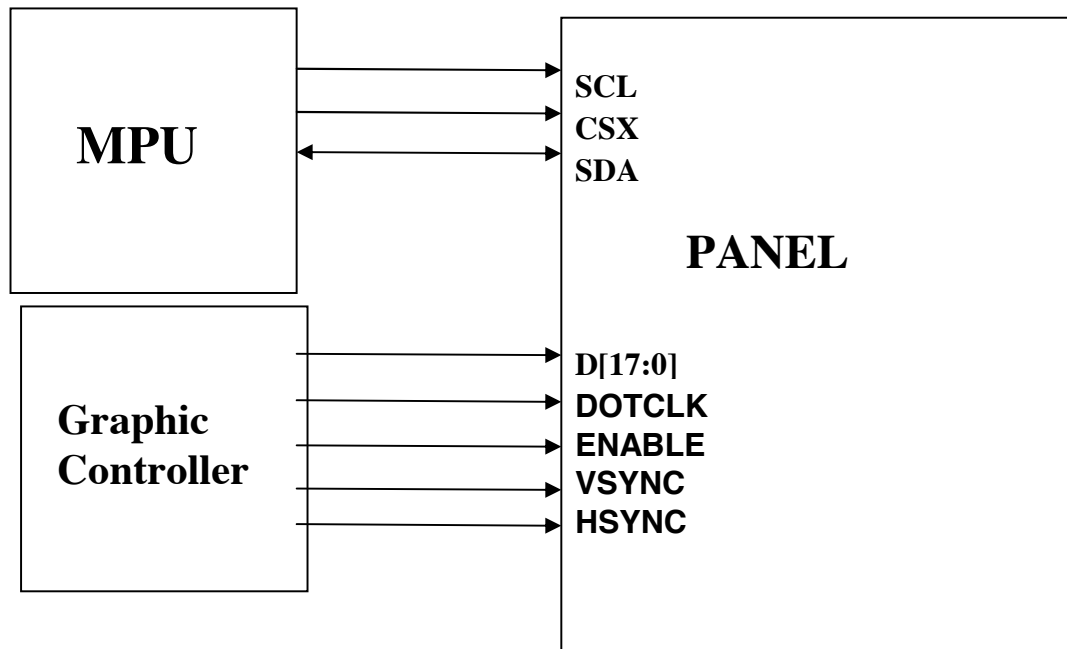 MPU
SCL
CSX
SDA
PANEL
Graphic
Controller
D[17:0]
DOTCLK
ENABLE
VSYNC
HSYNC